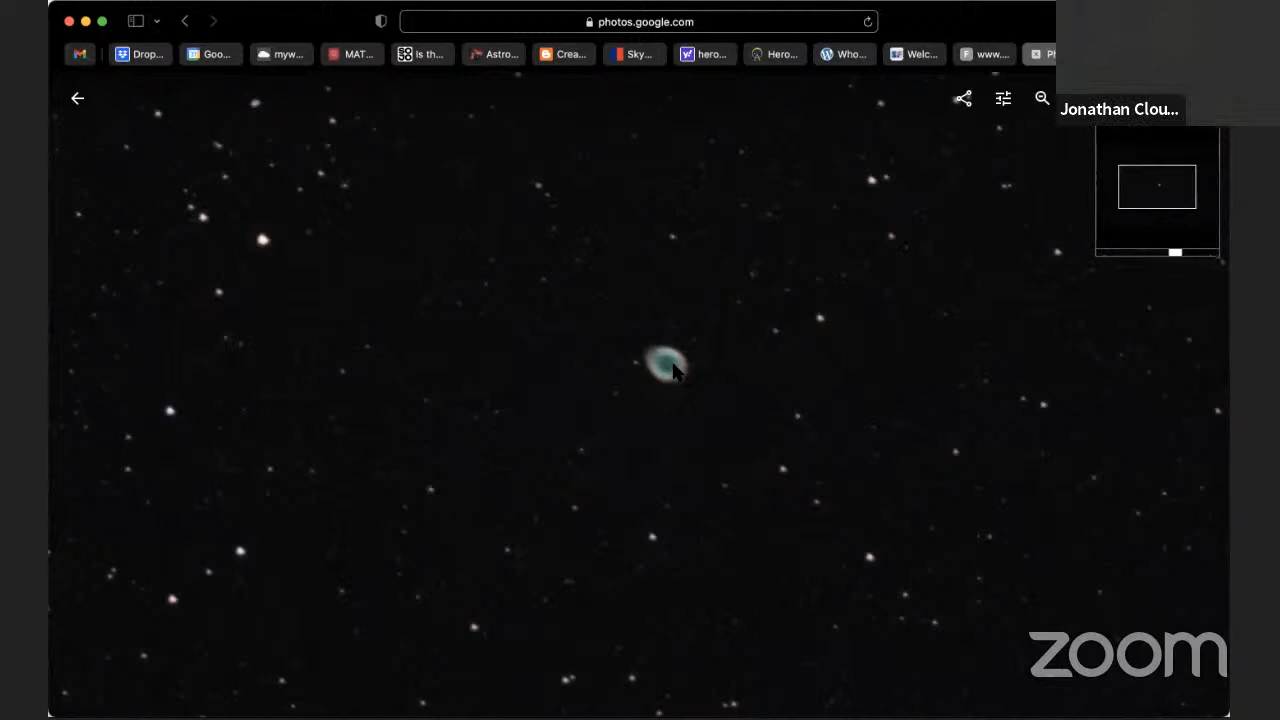 photos.google.com
Drop...
Goo...
myw...
MAT...
Is th...
Astro...
Crea...
Sky...
hero...
Hero...
Who...
Welc...
www....
Jonathan Clou...
zoom